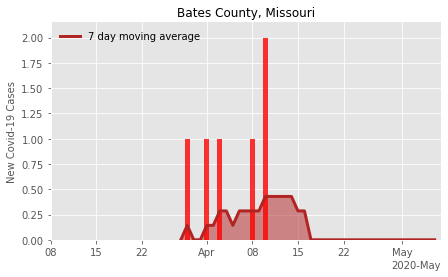 Bates County, Missouri
7 day moving average
New Covid-19 Cases
2.00
1.75
1.50
1.25
1.00
0.75
0.50
0.25
0.00
08 15 22 Apr 08 15 22 May
2020-May